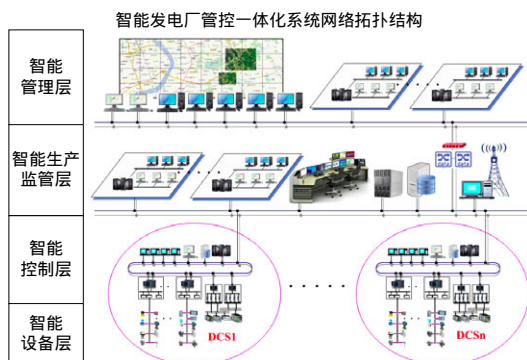 智能发电厂管控一体化系统网络拓扑结构
智能
管理层
智能生产
监管层
智能
控制层
智能
设备层
DCS1
DCSn